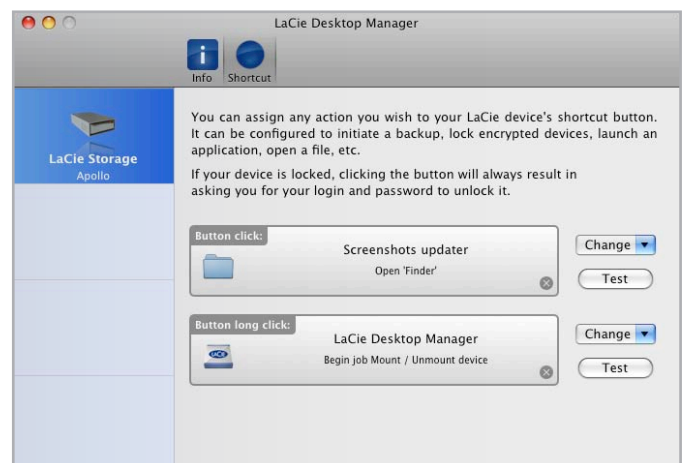 LaCie Desktop Manager
Info Shortcut
LaCie Storage
Apollo
You can assign any action you wish to your LaCie device's shortcut button.
It can be configured to initiate a backup, lock encrypted devices, launch an
application, open a file, etc.
If your device is locked, clicking the button will always result in
asking you for your login and password to unlock it.
Button click:
Screenshots updater
Open 'Finder'
Change
Test
Button long click:
LaCie Desktop Manager
Begin job Mount / Unmount device
Change
Test